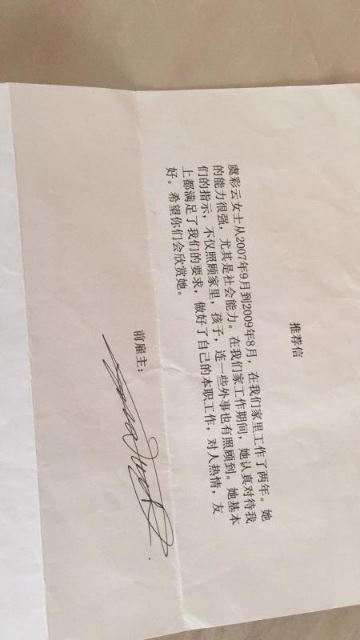 推荐信
虞彩云女士从2007年9月到2009年8月，在我们家里工作了两年。她
的能力很强，尤其是社会能力。在我们家工作期间，她认真对待我
们的指示，不仅照顾家里，孩子，连一些外事也有照顾到。她基本
上都满足了我们的要求，做好了自己的本职工作，对人热情，友
好。希望你们会欣赏她。
前雇主：